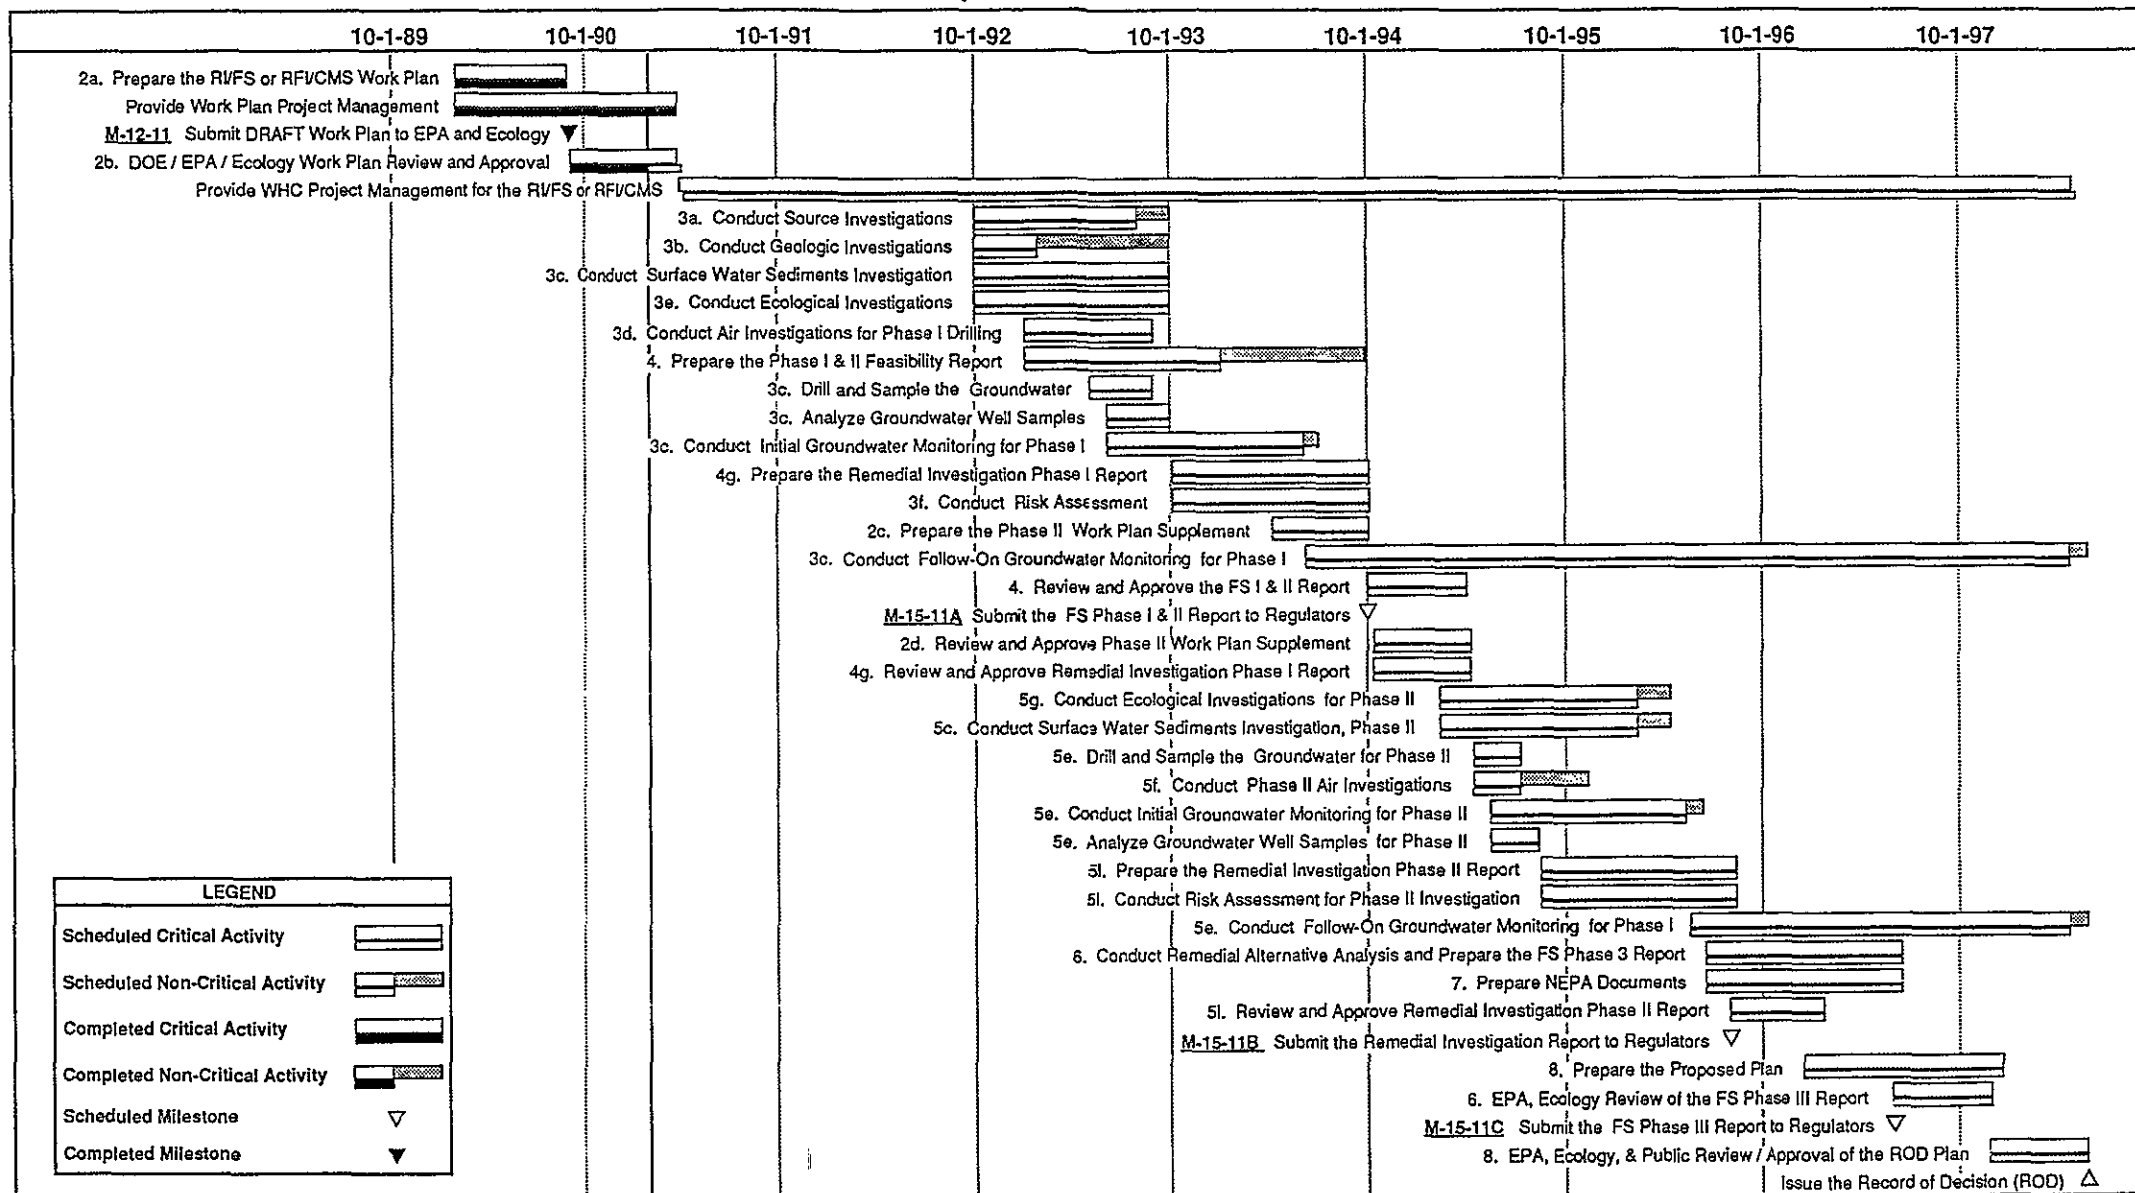 10-1-89 10-1-90 10-1-91 10-1-92 10-1-93 10-1-94 10-1-95 10-1-96 10-1-97
2a. Prepare the RI/FS or RFI/CMS Work Plan
Provide Work Plan Project Management
M-12-11 Submit DRAFT Work Plan to EPA and Ecology
2b. DOE / EPA / Ecology Work Plan Review and Approval
Provide WHC Project Management for the RI/FS or RFI/CMS
3a. Conduct Source Investigations
3b. Conduct Geologic Investigations
3c. Conduct Surface Water Sediments Investigation
3e. Conduct Ecological Investigations
3d. Conduct Air Investigations for Phase I Drilling
4. Prepare the Phase I & II Feasibility Report
3c. Drill and Sample the Groundwater
3c. Analyze Groundwater Well Samples
3c. Conduct Initial Groundwater Monitoring for Phase I
4g. Prepare the Remedial Investigation Phase I Report
3f. Conduct Risk Assessment
2c. Prepare the Phase II Work Plan Supplement
3c. Conduct Follow-On Groundwater Monitoring for Phase I
4. Review and Approve the FS I & II Report
M-15-11A Submit the FS Phase I & II Report to Regulators
2d. Review and Approve Phase II Work Plan Supplement
4g. Review and Approve Remedial Investigation Phase I Report
5g. Conduct Ecological Investigations for Phase II
5c. Conduct Surface Water Sediments Investigation, Phase II
5e. Drill and Sample the Groundwater for Phase II
5f. Conduct Phase II Air Investigations
5e. Conduct Initial Groundwater Monitoring for Phase II
5e. Analyze Groundwater Well Samples for Phase II
5l. Prepare the Remedial Investigation Phase II Report
5l. Conduct Risk Assessment for Phase II Investigation
5e. Conduct Follow-On Groundwater Monitoring for Phase I
6. Conduct Remedial Alternative Analysis and Prepare the FS Phase 3 Report
7. Prepare NEPA Documents
5l. Review and Approve Remedial Investigation Phase II Report
M-15-11B Submit the Remedial Investigation Report to Regulators
8. Prepare the Proposed Plan
6. EPA, Ecology Review of the FS Phase III Report
M-15-11C Submit the FS Phase III Report to Regulators
8. EPA, Ecology, & Public Review / Approval of the ROD Plan
Issue the Record of Decision (ROD)
LEGEND
Scheduled Critical Activity
Scheduled Non-Critical Activity
Completed Critical Activity
Completed Non-Critical Activity
Scheduled Milestone
Completed Milestone